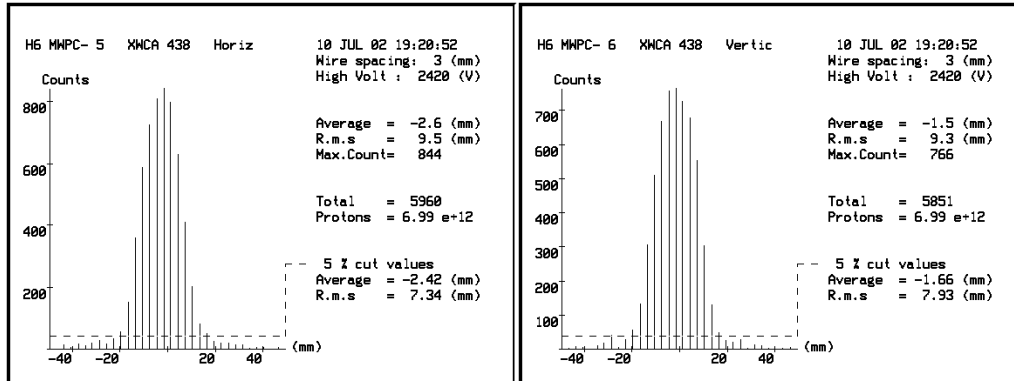 H6 MWPC- 5 XWCA 438 Horiz 10 JUL 02 19:20:52
Wire spacing: 3 (mm)
High Volt : 2420 (V)
Counts
800
600
400
200
Average = -2.6 (mm)
R.m.s = 9.5 (mm)
Max.Count= 844
Total = 5960
Protons = 6.99 e+12
5 % cut values
Average =-2.42 (mm)
R.m.s = 7.34 (mm)
-40 -20 20 40 (mm)
H6 MWPC- 6 XWCA 438 Vertic 10 JUL 02 19:20:52
Wire spacing: 3 (mm)
High Volt : 2420 (V)
Counts
700
600
500
400
300
200
100
Average = -1.5 (mm)
R.m.s = 9.3 (mm)
Max.Count= 766
Total = 5851
Protons = 6.99 e+12
5 % cut values
Average =-1.66 (mm)
R.m.s = 7.93 (mm)
-40 -20 20 40 (mm)